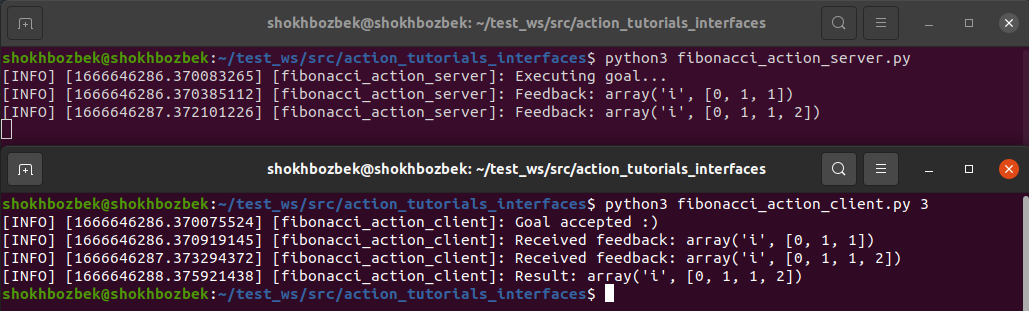 shokhbozbek@shokhbozbek: ~/test_ws/src/action_tutorials_interfaces
shokhbozbek@shokhbozbek:~/test_ws/src/action_tutorials_interfaces$ python3 fibonacci_action_server.py
[INFO] [1666646286.370083265] [fibonacci_action_server]: Executing goal...
[INFO] [1666646286.370385112] [fibonacci_action_server]: Feedback: array('i', [0, 1, 1])
[INFO] [1666646287.372101226] [fibonacci_action_server]: Feedback: array('i', [0, 1, 1, 2])
shokhbozbek@shokhbozbek: ~/test_ws/src/action_tutorials_interfaces
shokhbozbek@shokhbozbek:~/test_ws/src/action_tutorials_interfaces$ python3 fibonacci_action_client.py 3
[INFO] [1666646286.370075524] [fibonacci_action_client]: Goal accepted :)
[INFO] [1666646286.370919145] [fibonacci_action_client]: Received feedback: array('i', [0, 1, 1])
[INFO] [1666646287.373294372] [fibonacci_action_client]: Received feedback: array('i', [0, 1, 1, 2])
[INFO] [1666646288.375921438] [fibonacci_action_client]: Result: array('i', [0, 1, 1, 2])
shokhbozbek@shokhbozbek:~/test_ws/src/action_tutorials_interfaces$